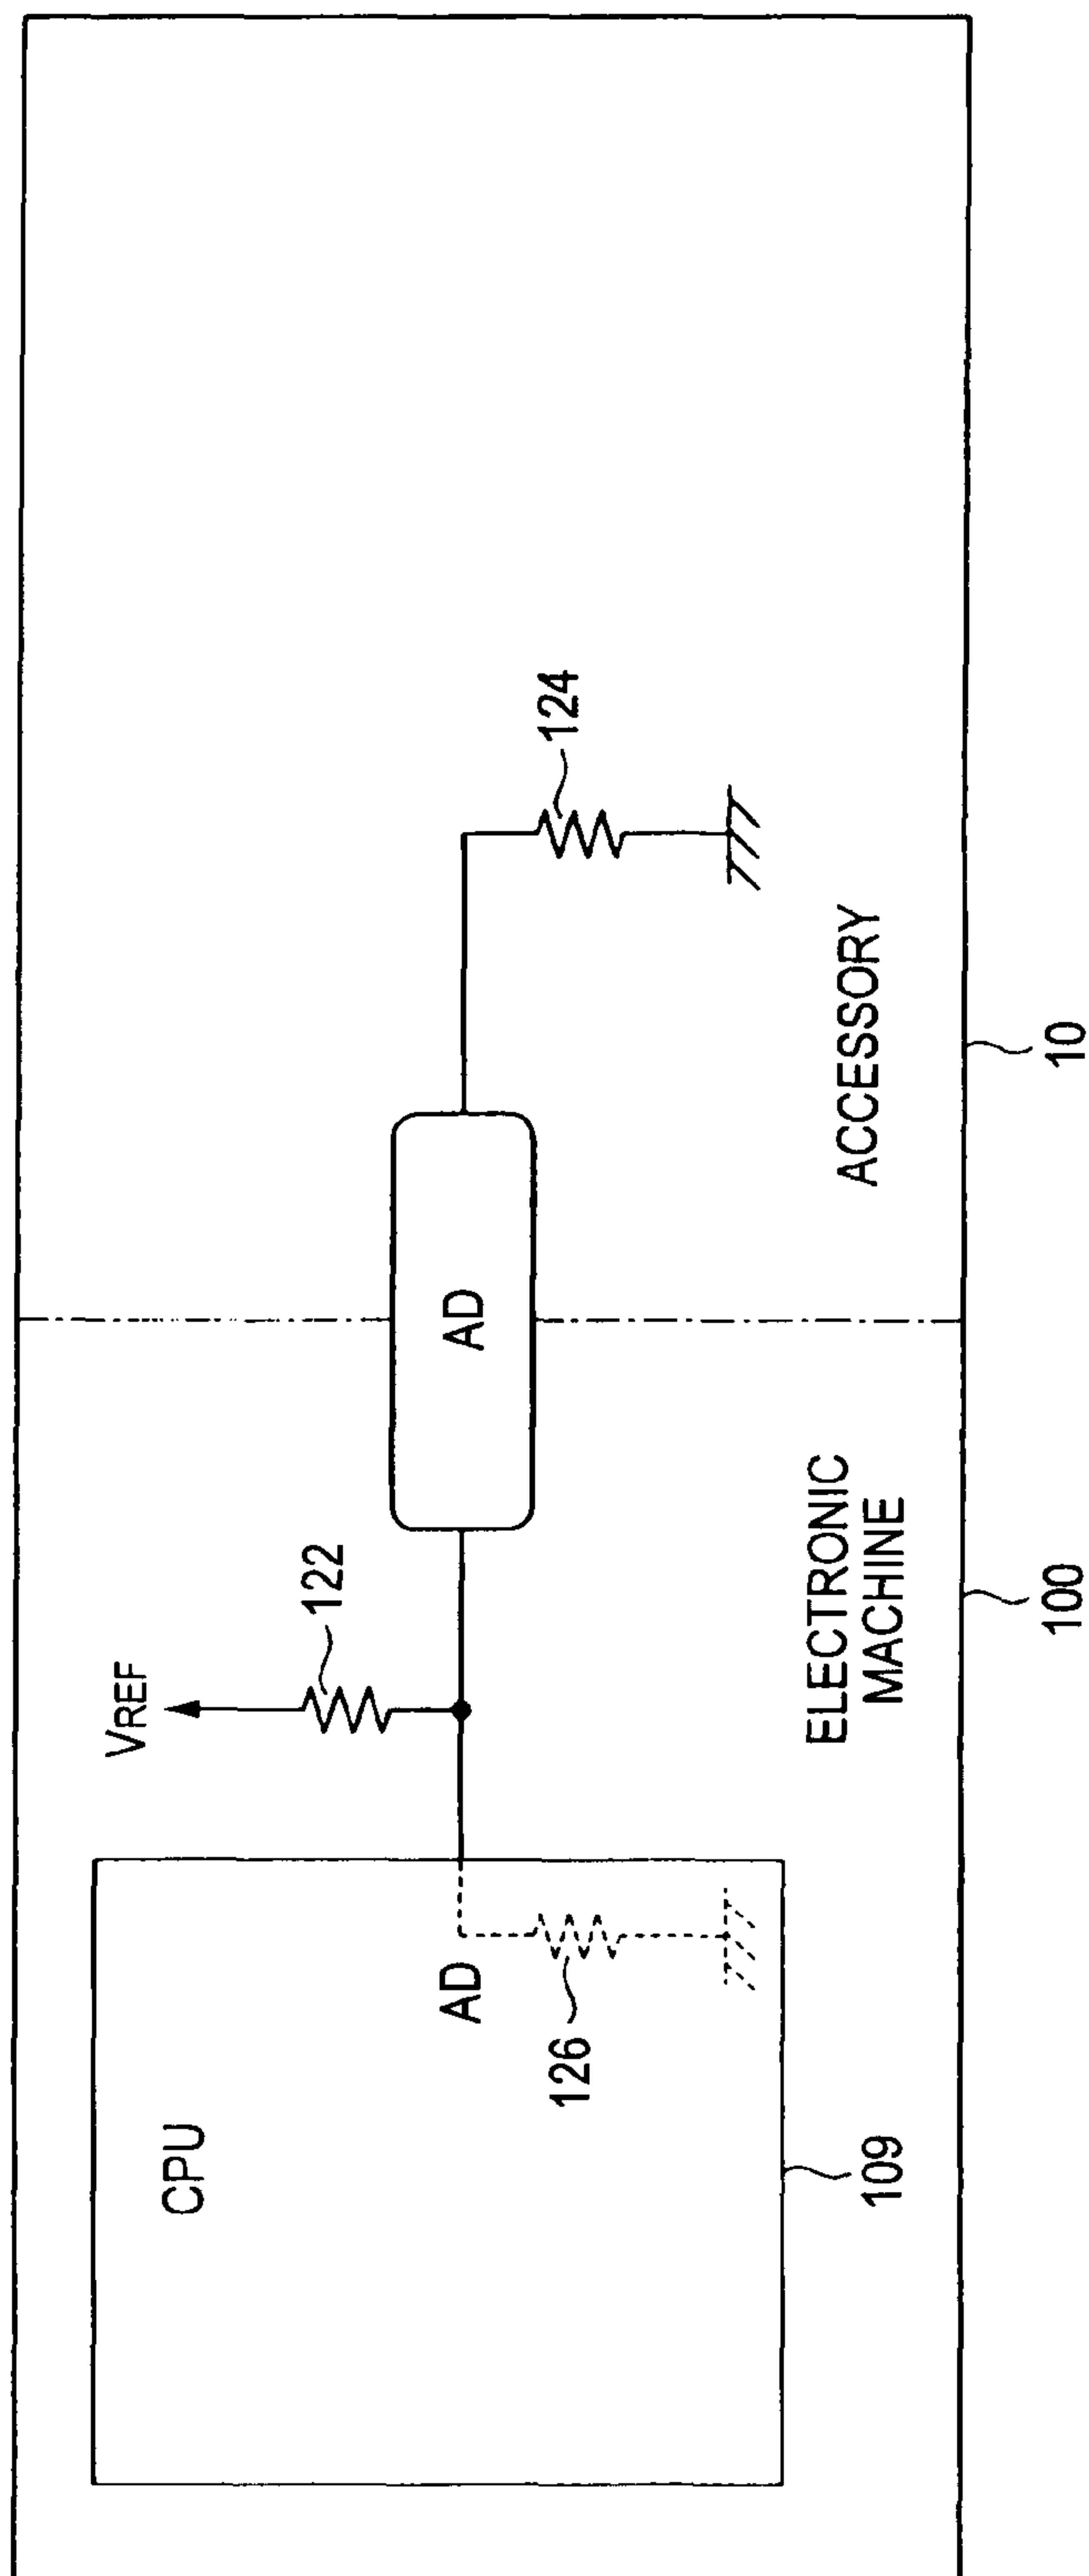 VREF
122
124
CPU
AD
AD
126
109
ELECTRONIC
MACHINE
ACCESSORY
100
10